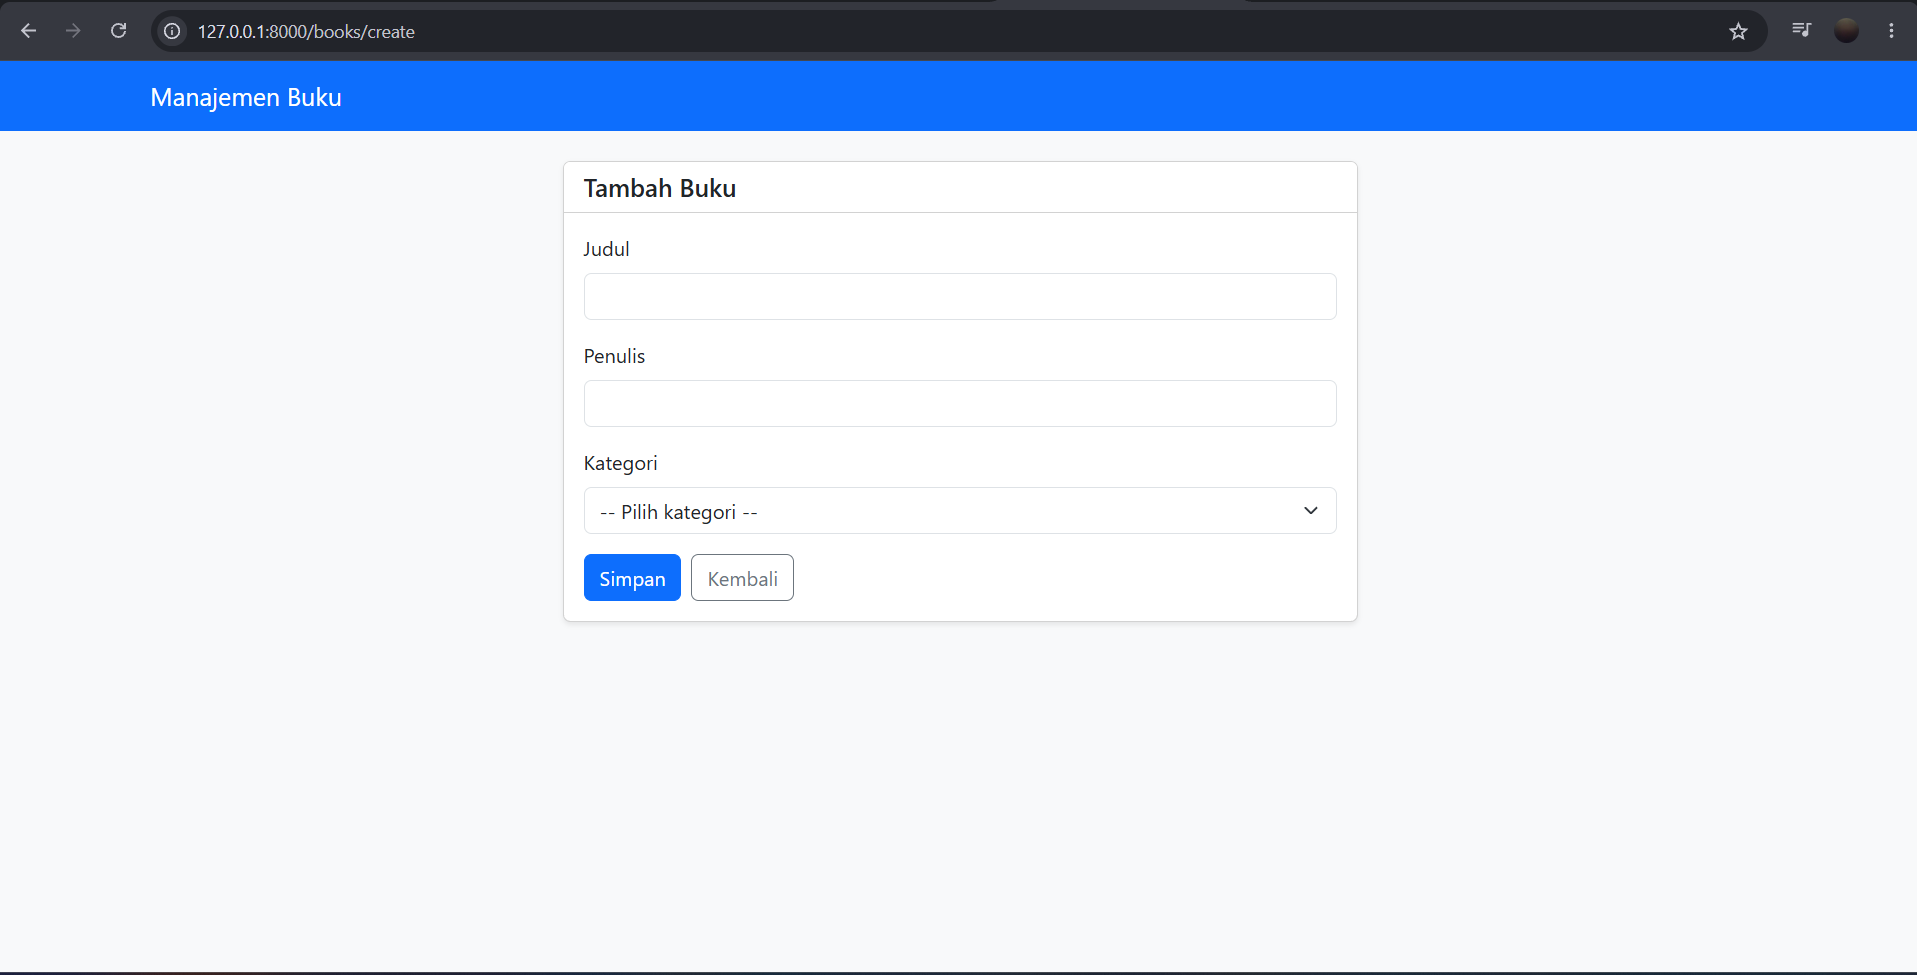 127.0.0.1:8000/books/create
Manajemen Buku
Tambah Buku
Judul
Penulis
Kategori
-- Pilih kategori --
Simpan Kembali